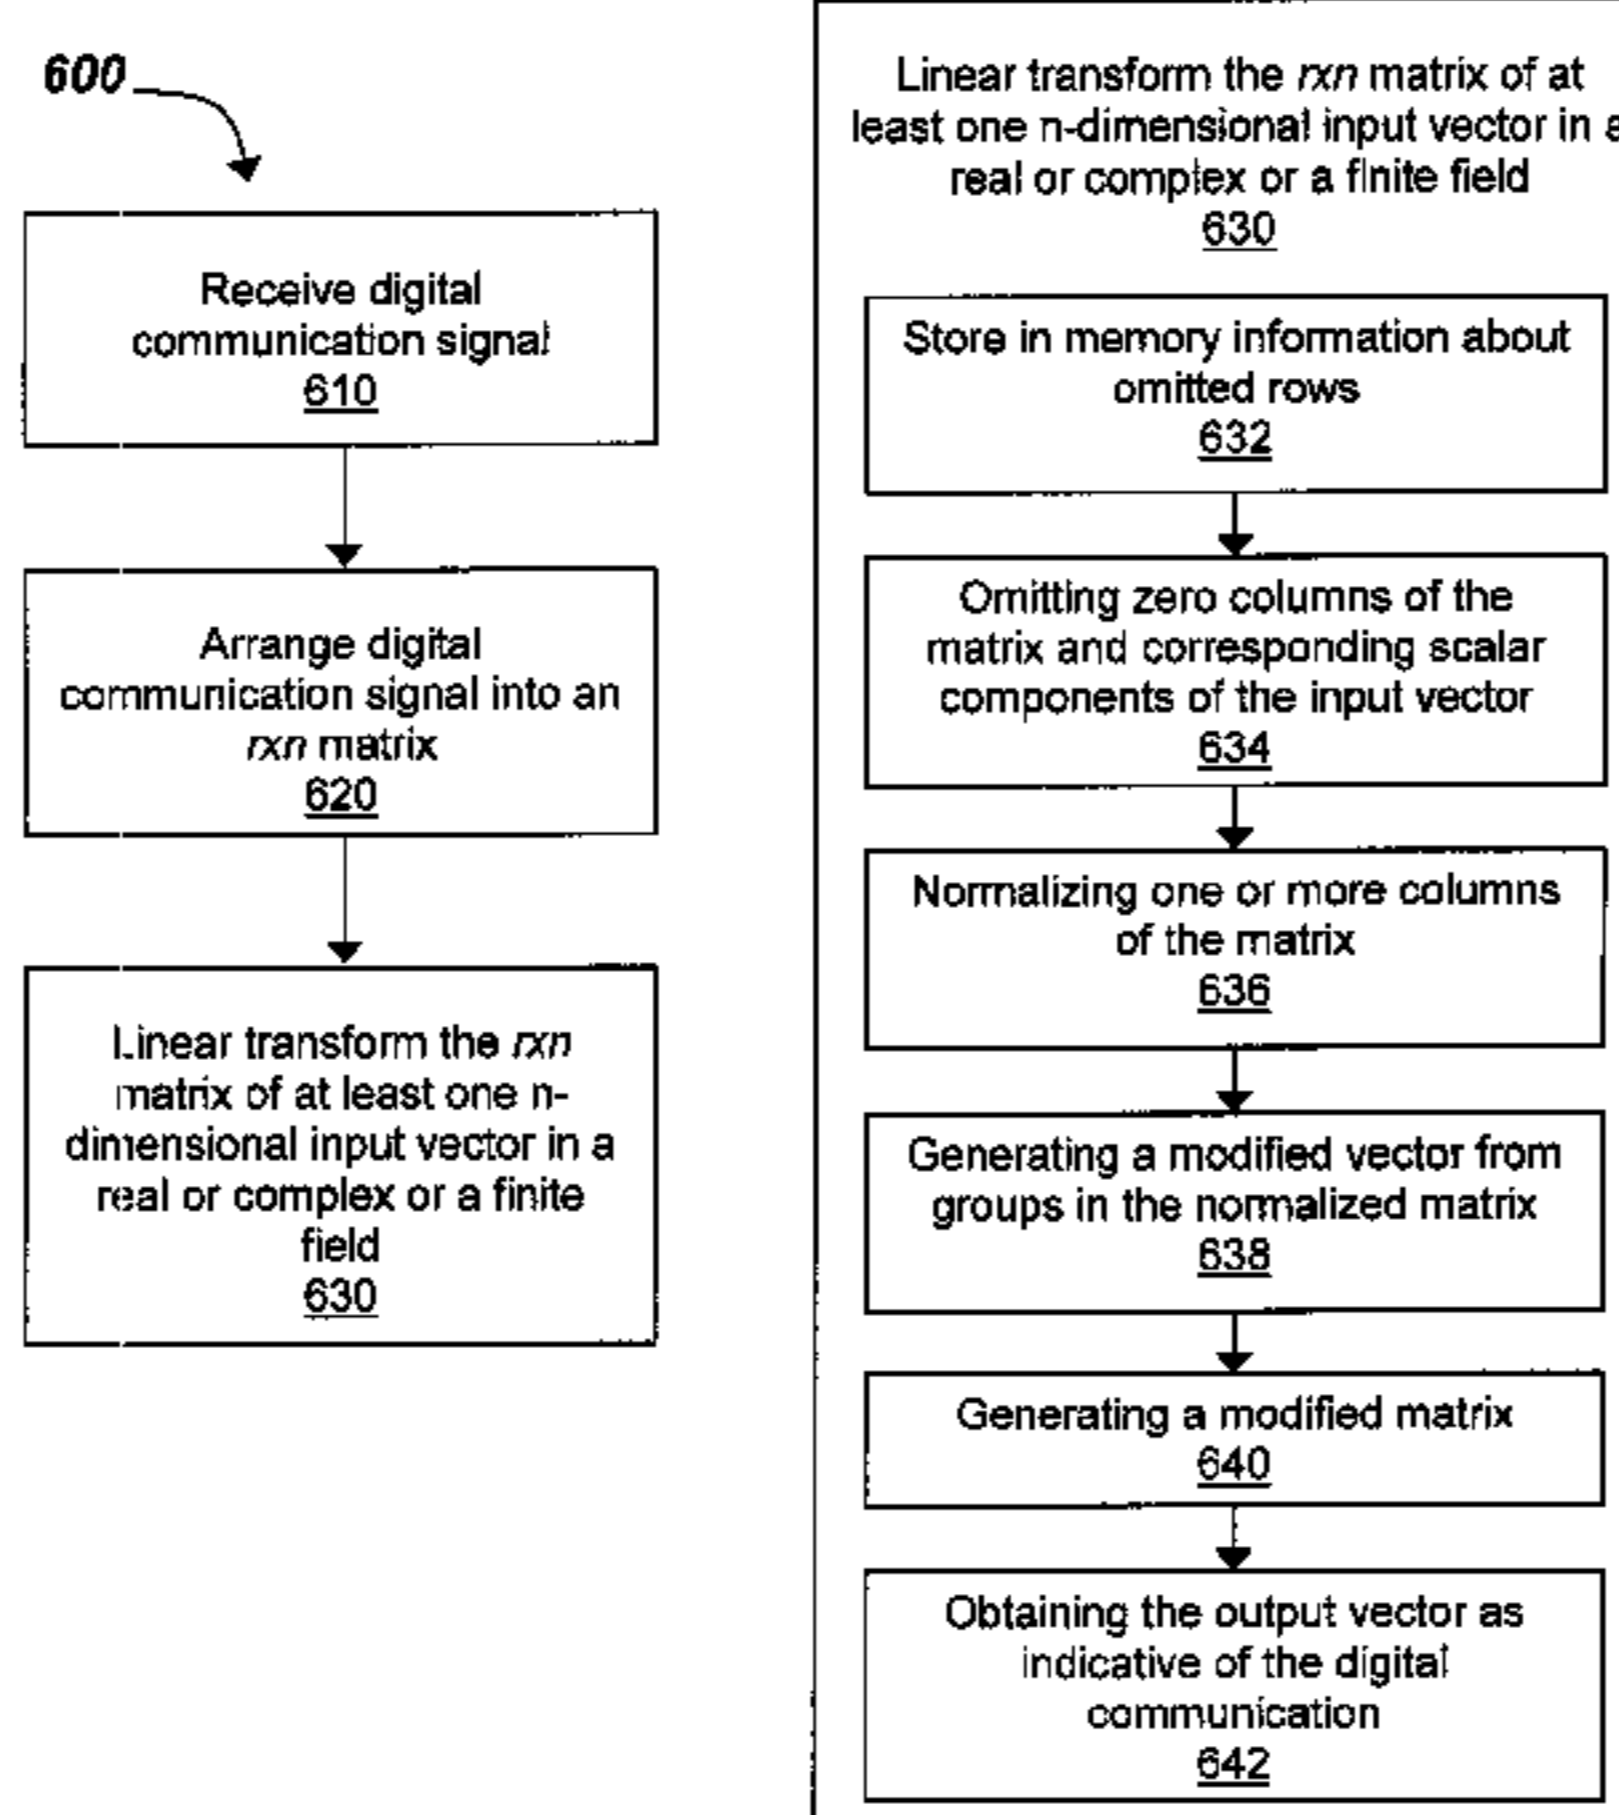 600
Receive digital
communication signal
610
Arrange digital
communication signal into an
rxn matrix
620
Linear transform the rxn
matrix of at least one n-
dimensional input vector in a
real or complex or a finite
field
630
Linear transform the rxn matrix of at
least one n-dimensional input vector in a
real or complex or a finite field
630
Store in memory information about
omitted rows
632
Omitting zero columns of the
matrix and corresponding scalar
components of the input vector
634
Normalizing one or more columns
of the matrix
636
Generating a modified vector from
groups in the normalized matrix
638
Generating a modified matrix
640
Obtaining the output vector as
indicative of the digital
communication
642